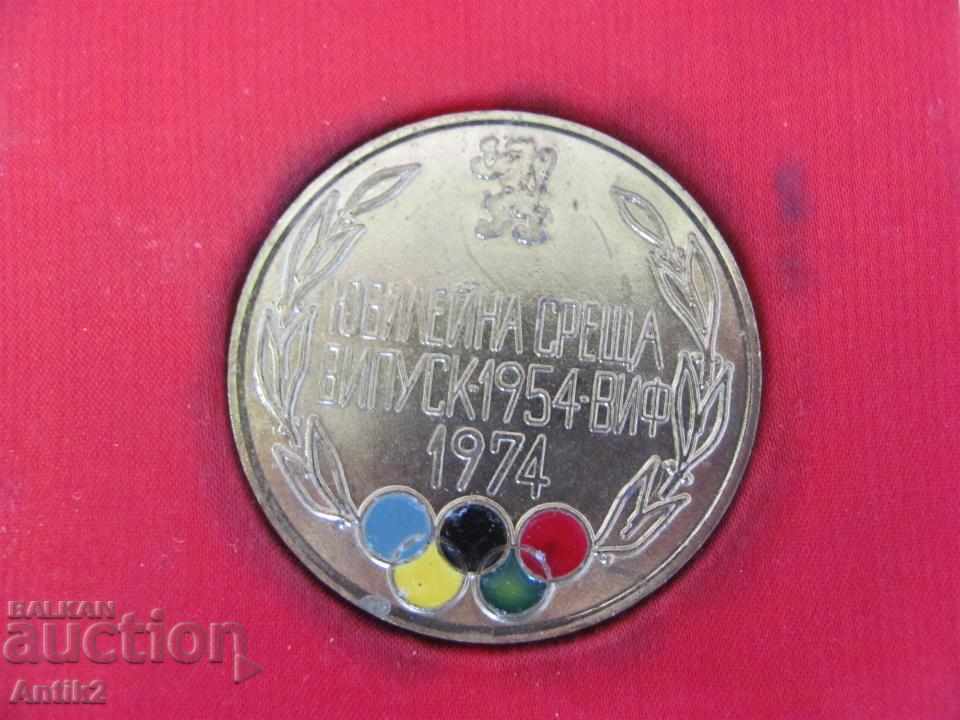 ЮБИЛЕЙНА СРЕЩА
ВИПУСК·1954·ВИФ
1974
BALKAN
auction
Antik2